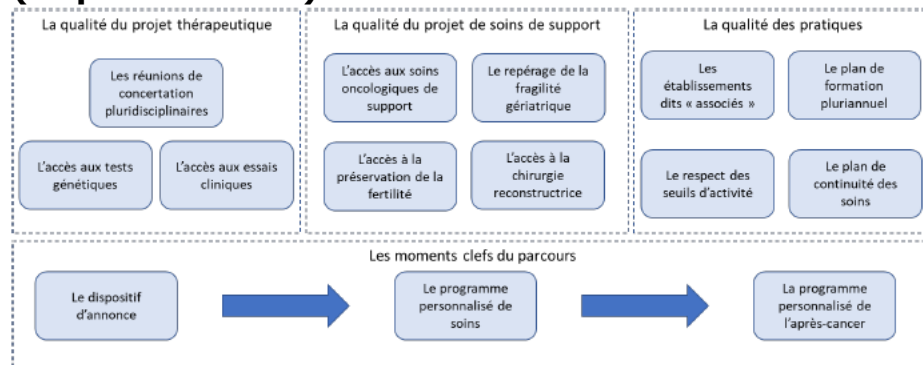 La qualité du projet thérapeutique
Les réunions de
concertation
pluridisciplinaires
L'accès aux tests
génétiques
L'accès aux essais
cliniques
La qualité du projet de soins de support
L'accès aux soins
oncologiques de
support
Le repérage de la
fragilité
gériatrique
L'accès à la
préservation de la
fertilité
L'accès à la
chirurgie
reconstructrice
La qualité des pratiques
Les
établissements
dits « associés »
Le plan de
formation
pluriannuel
Le respect des
seuils d'activité
Le plan de
continuité des
soins
Les moments clefs du parcours
Le dispositif
d'annonce
Le programme
personnalisé de
soins
La programme
personnalisé de
l'après-cancer